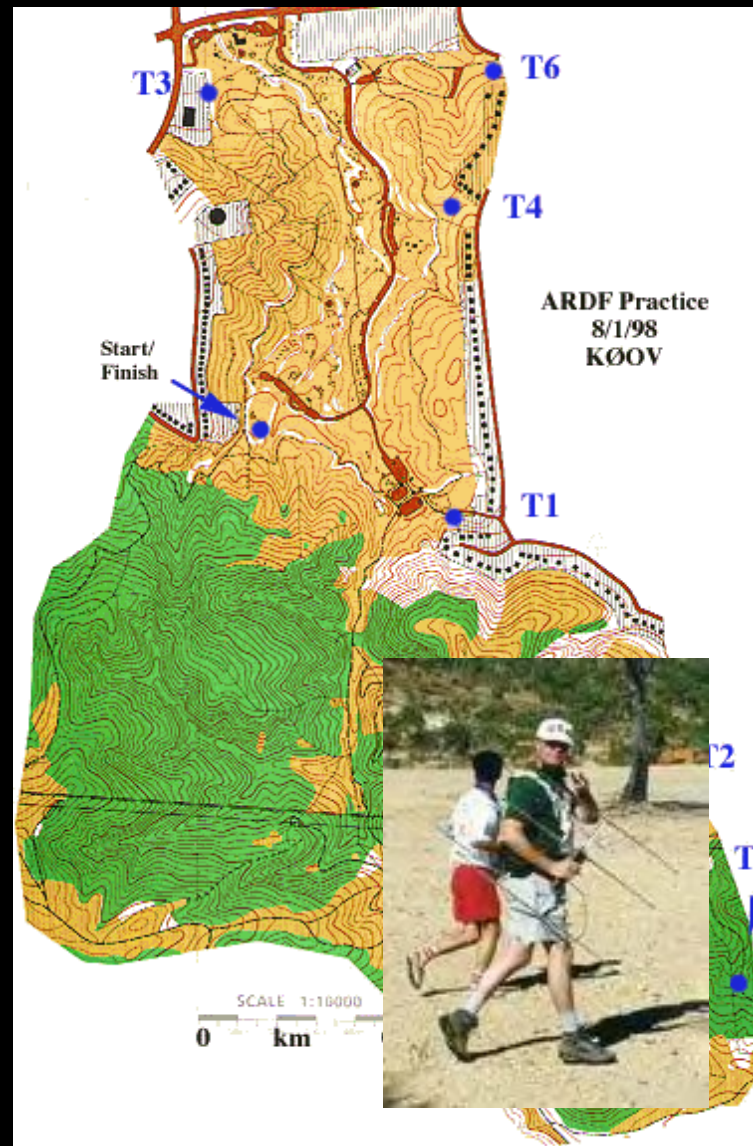 T6
T3
T4
ARDF Practice
8/1/98
KØOV
Start/
Finish
T1
T2
SCALE 1:10000
0 km